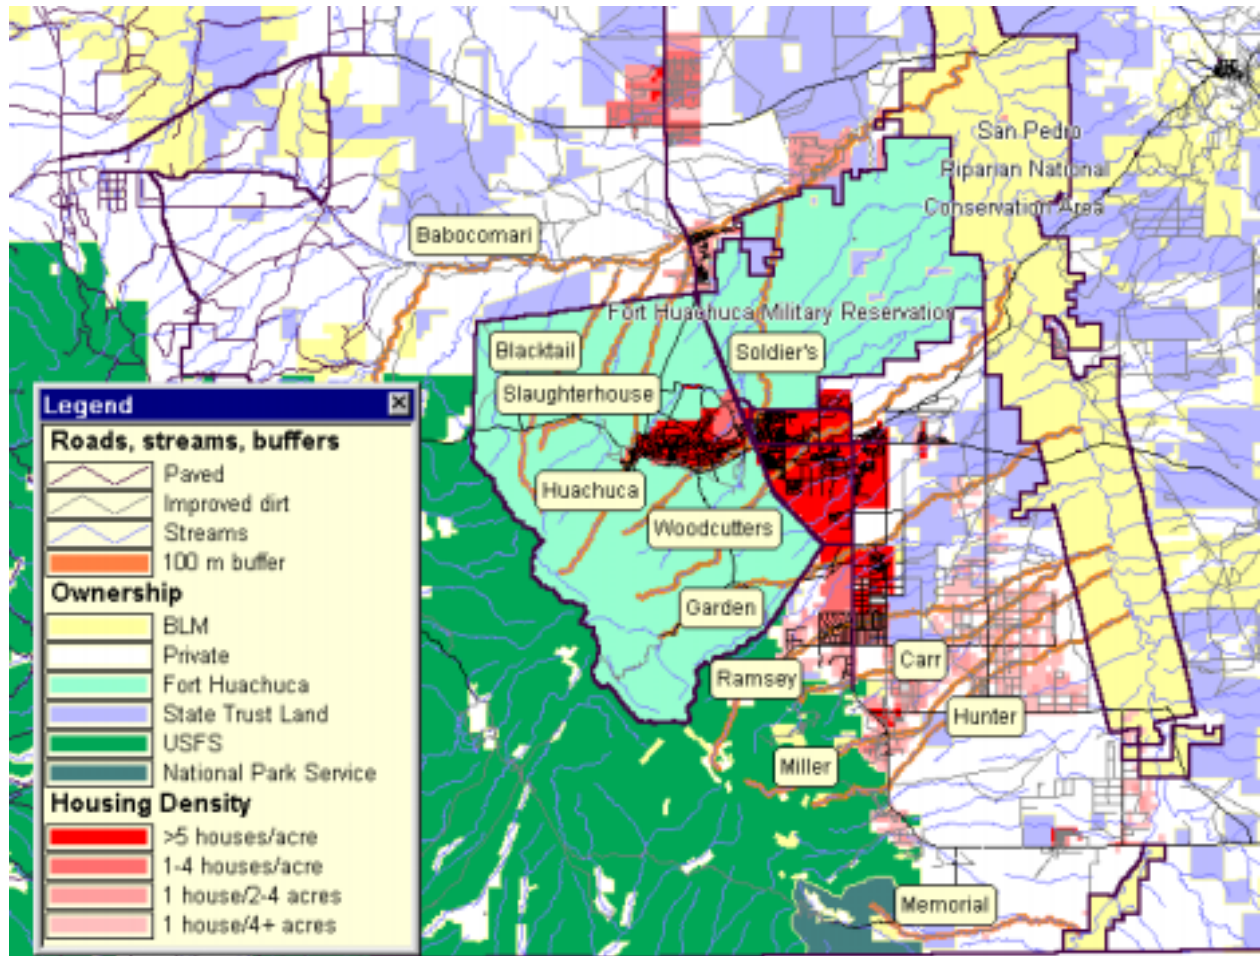 San Pedro
Riparian National
Conservation Area
Babocomari
Fort Huachuca Military Reservation
Blacktail
Soldier's
Slaughterhouse
Huachuca
Woodcutters
Garden
Ramsey
Carr
Hunter
Miller
Memorial
Legend
Roads, streams, buffers
Paved
Improved dirt
Streams
100 m buffer
Ownership
BLM
Private
Fort Huachuca
State Trust Land
USFS
National Park Service
Housing Density
>5 houses/acre
1-4 houses/acre
1 house/2-4 acres
1 house/4+ acres